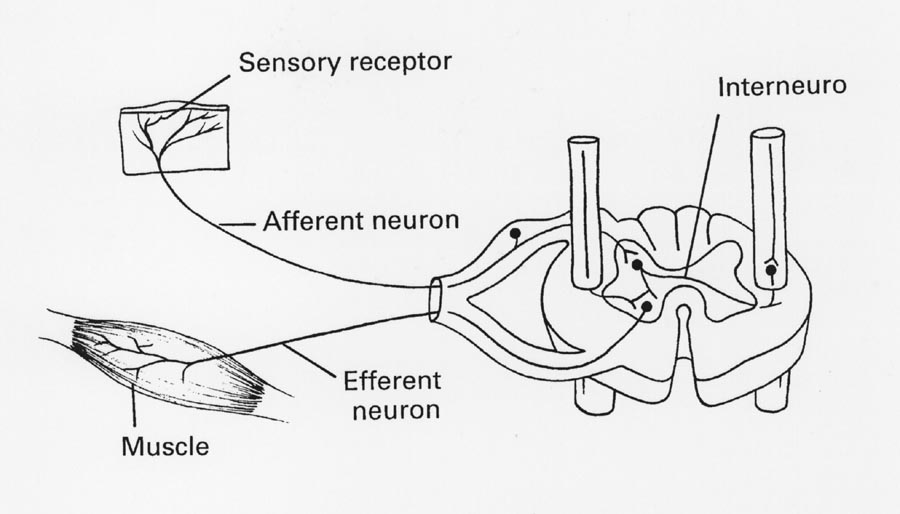 Sensory receptor
Interneuro
Afferent neuron
Efferent
neuron
Muscle